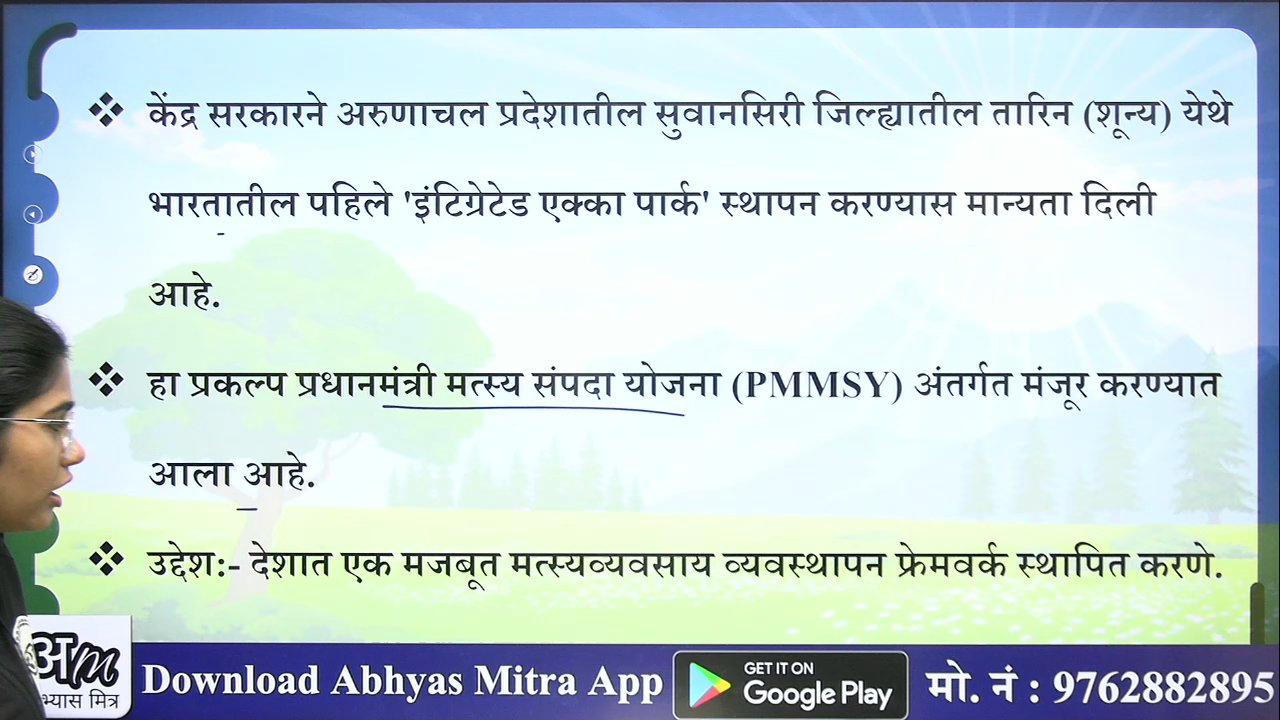 ❖ केंद्र सरकारने अरुणाचल प्रदेशातील सुवानसिरी जिल्ह्यातील तारिन (शून्य) येथे
भारतातील पहिले 'इंटिग्रेटेड एक्का पार्क' स्थापन करण्यास मान्यता दिली
आहे.
❖ हा प्रकल्प प्रधानमंत्री मत्स्य संपदा योजना (PMMSY) अंतर्गत मंजूर करण्यात
आला आहे.
❖ उद्देश:- देशात एक मजबूत मत्स्यव्यवसाय व्यवस्थापन फ्रेमवर्क स्थापित करणे.
अm
भ्यास मित्र
Download Abhyas Mitra App
GET IT ON
Google Play
मो. नं : 9762882895